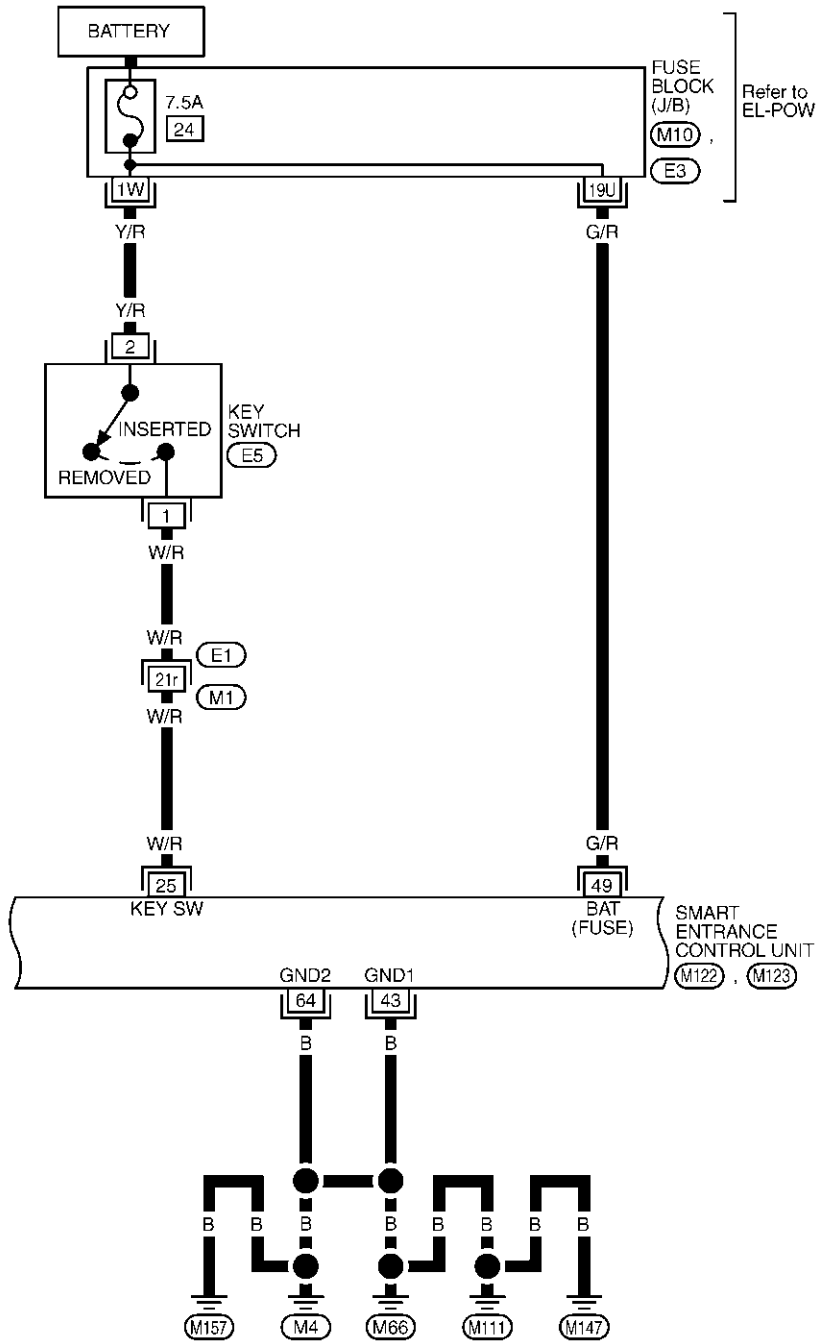 BATTERY
7.5A
24
FUSE
BLOCK
(J/B)
M10 ,
E3
Refer to
EL-POW
1W
19U
Y/R
G/R
Y/R
2
INSERTED
REMOVED
KEY
SWITCH
E5
1
W/R
W/R
E1
21r
M1
W/R
W/R
G/R
25
49
KEY SW
BAT
(FUSE)
SMART
ENTRANCE
CONTROL UNIT
M122 , M123
GND2 GND1
64 43
B B
B B B B B B B B
M157 M4 M66 M111 M147